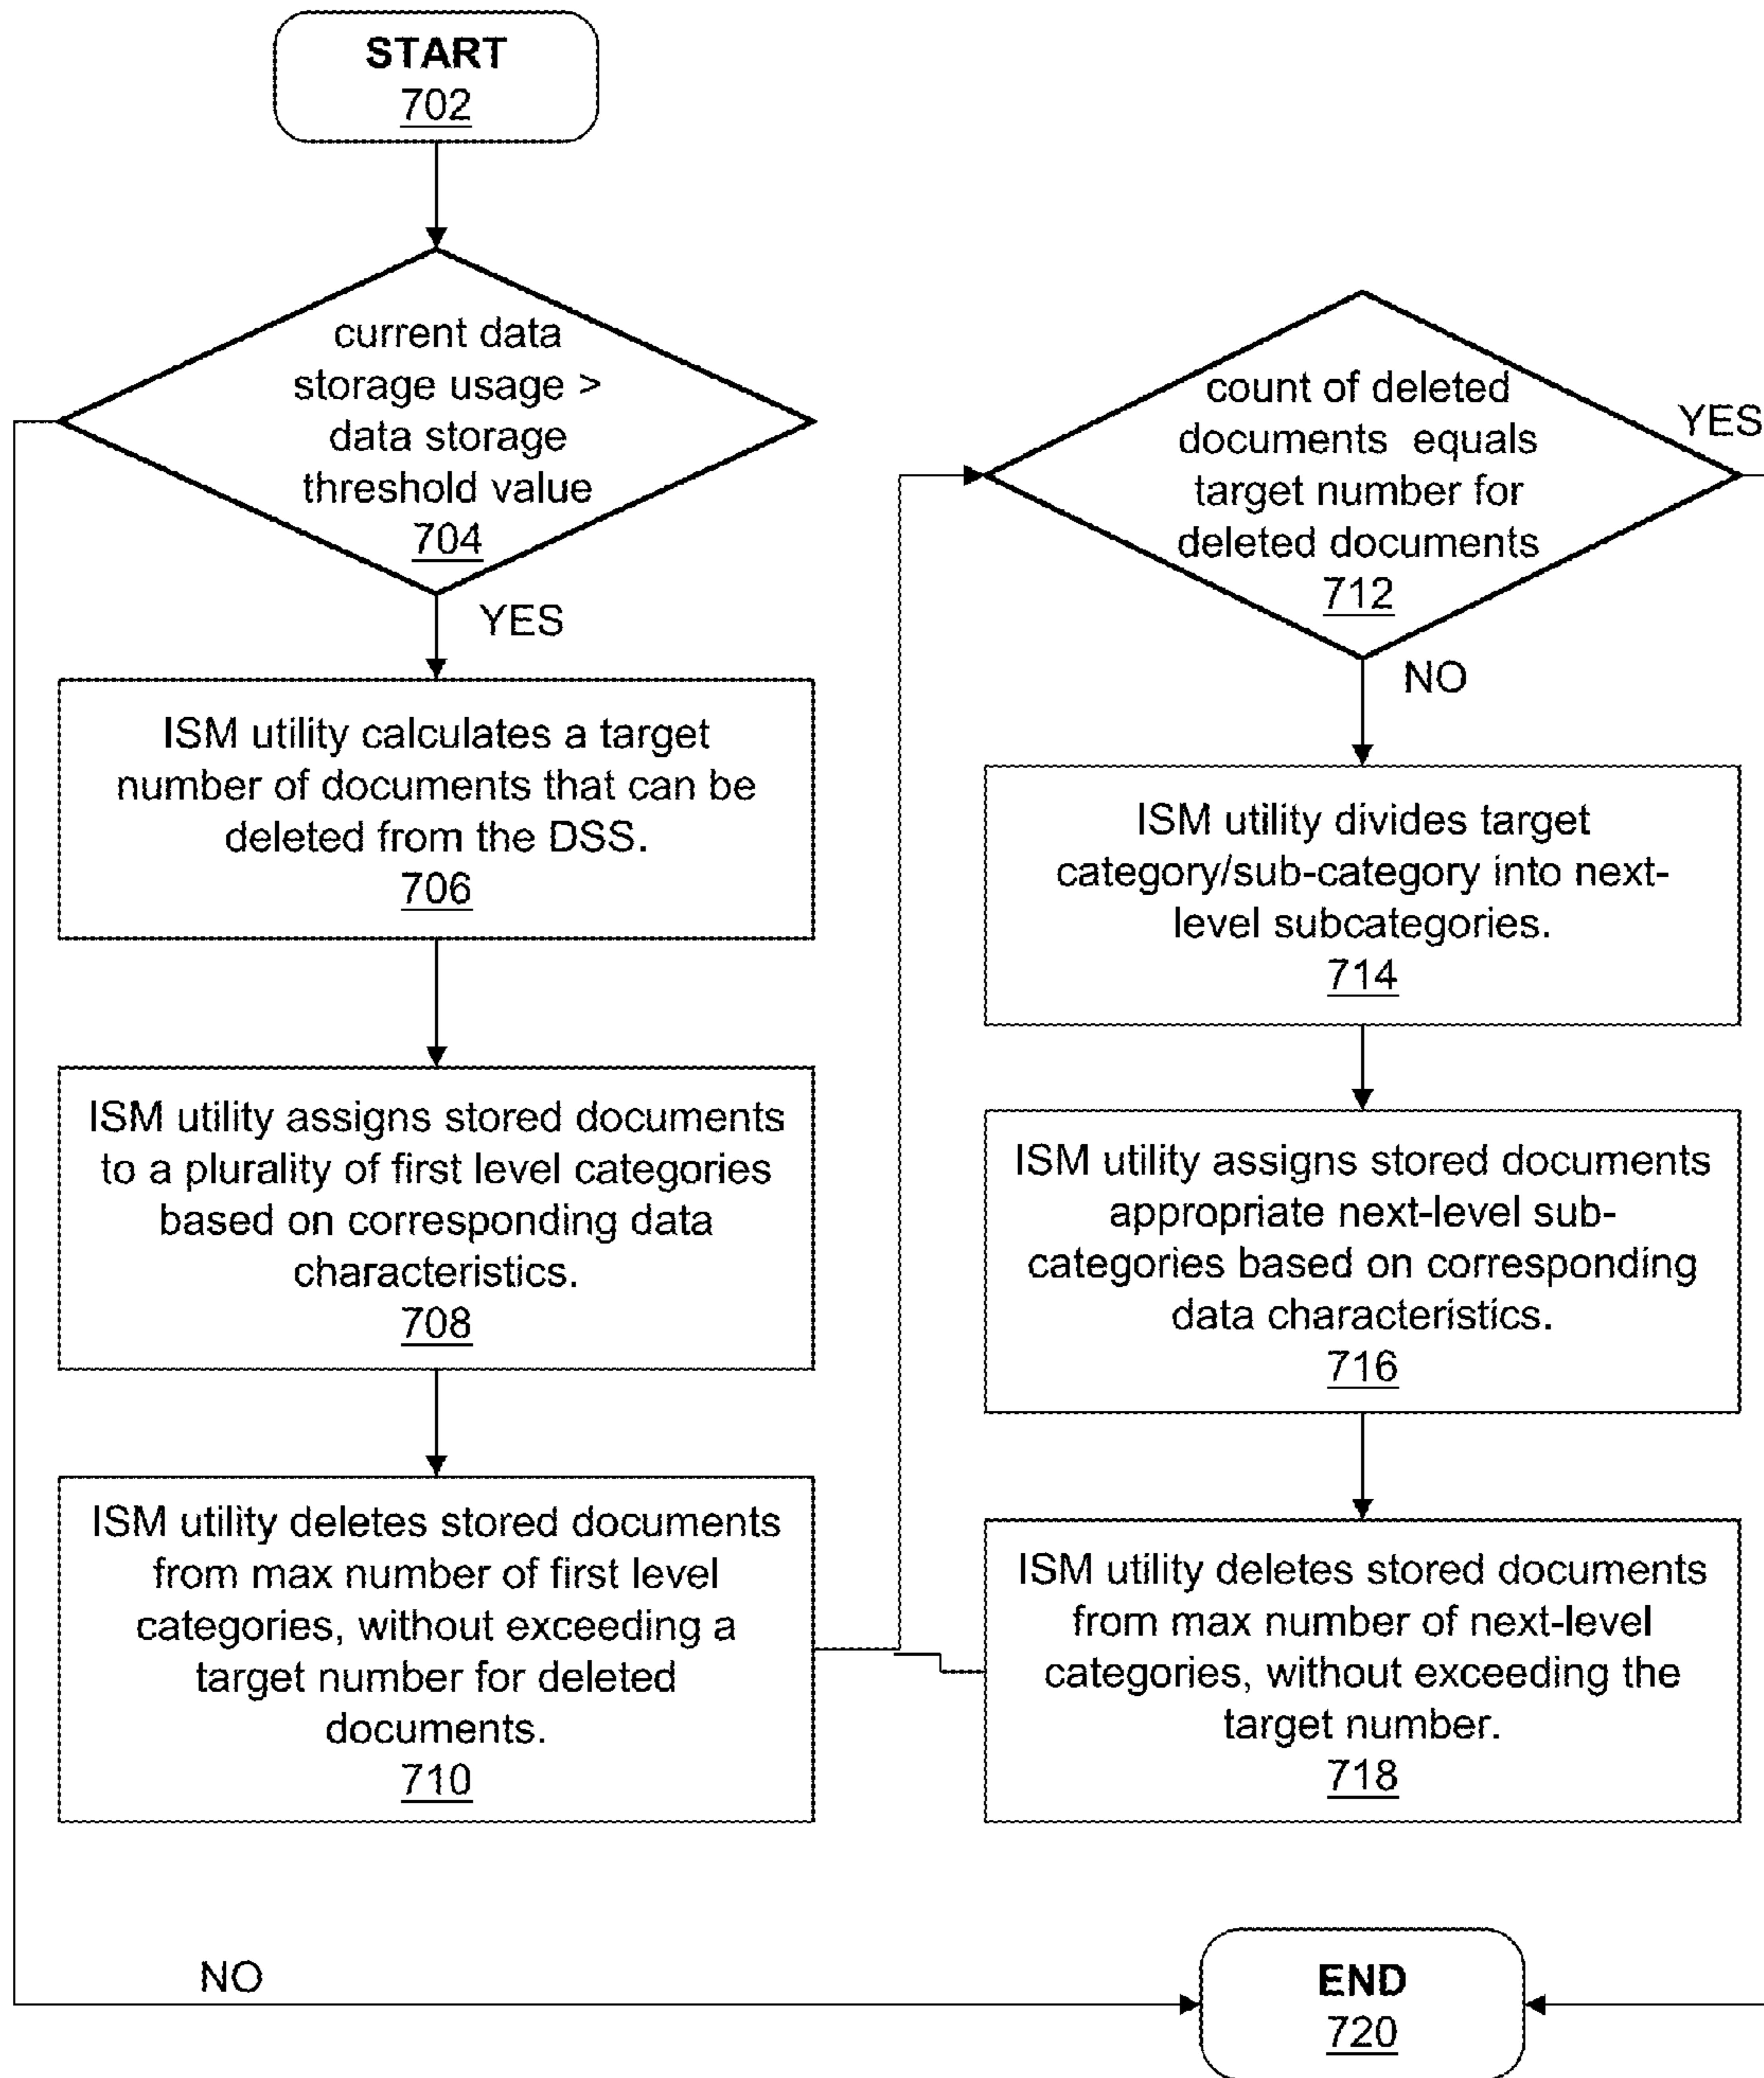 START
702
current data
storage usage >
data storage
threshold value
704
YES
ISM utility calculates a target
number of documents that can be
deleted from the DSS.
706
ISM utility assigns stored documents
to a plurality of first level categories
based on corresponding data
characteristics.
708
ISM utility deletes stored documents
from max number of first level
categories, without exceeding a
target number for deleted
documents.
710
NO
count of deleted
documents equals
target number for
deleted documents
712
YES
NO
ISM utility divides target
category/sub-category into next-
level subcategories.
714
ISM utility assigns stored documents
appropriate next-level sub-
categories based on corresponding
data characteristics.
716
ISM utility deletes stored documents
from max number of next-level
categories, without exceeding the
target number.
718
END
720